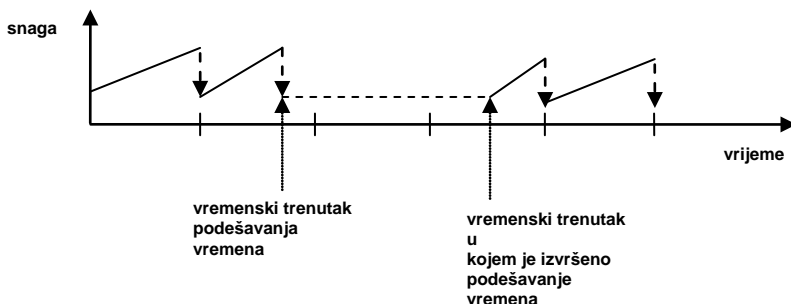 snaga
vrijeme
vremenski trenutak
podešavanja
vremena
vremenski trenutak
u
kojem je izvršeno
podešavanje
vremena